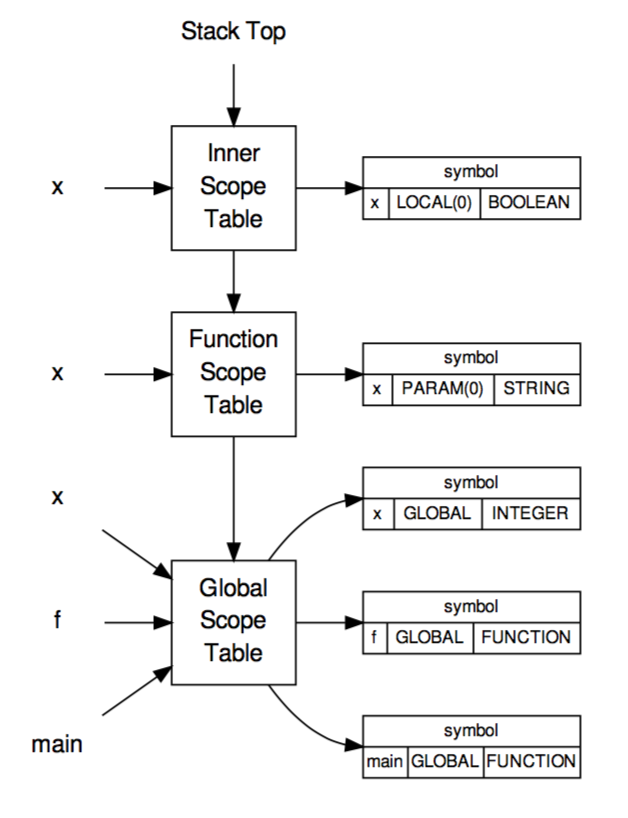 Stack Top
x
Inner
Scope
Table
symbol
x LOCAL(0) BOOLEAN
x
Function
Scope
Table
symbol
x PARAM(0) STRING
x
symbol
x GLOBAL INTEGER
f
Global
Scope
Table
symbol
f GLOBAL FUNCTION
main
symbol
main GLOBAL FUNCTION